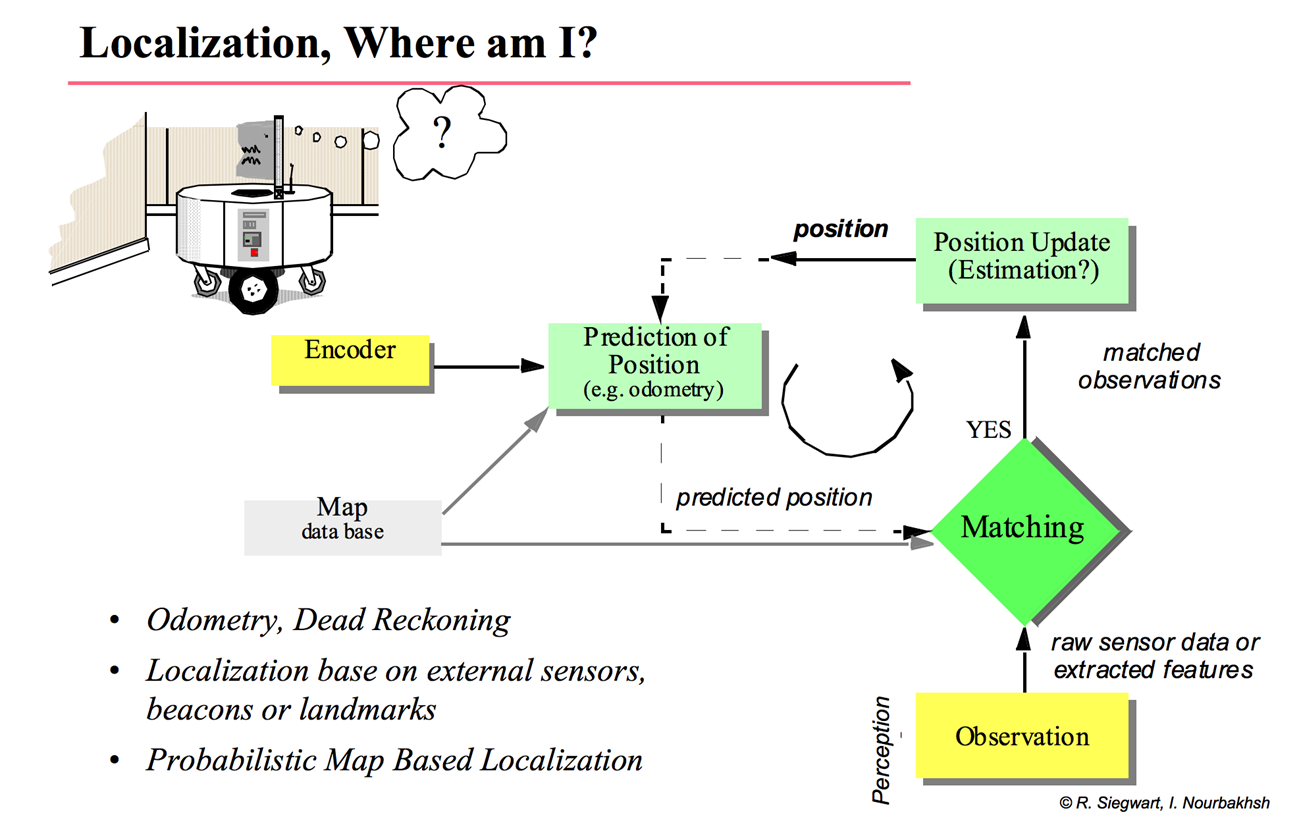 Localization, Where am I?
?
position
Position Update
(Estimation?)
Encoder
Prediction of
Position
(e.g. odometry)
matched
observations
YES
Map
data base
predicted position
Matching
• Odometry, Dead Reckoning
• Localization base on external sensors,
beacons or landmarks
• Probabilistic Map Based Localization
raw sensor data or
extracted features
Perception
Observation
© R. Siegwart, I. Nourbakhsh